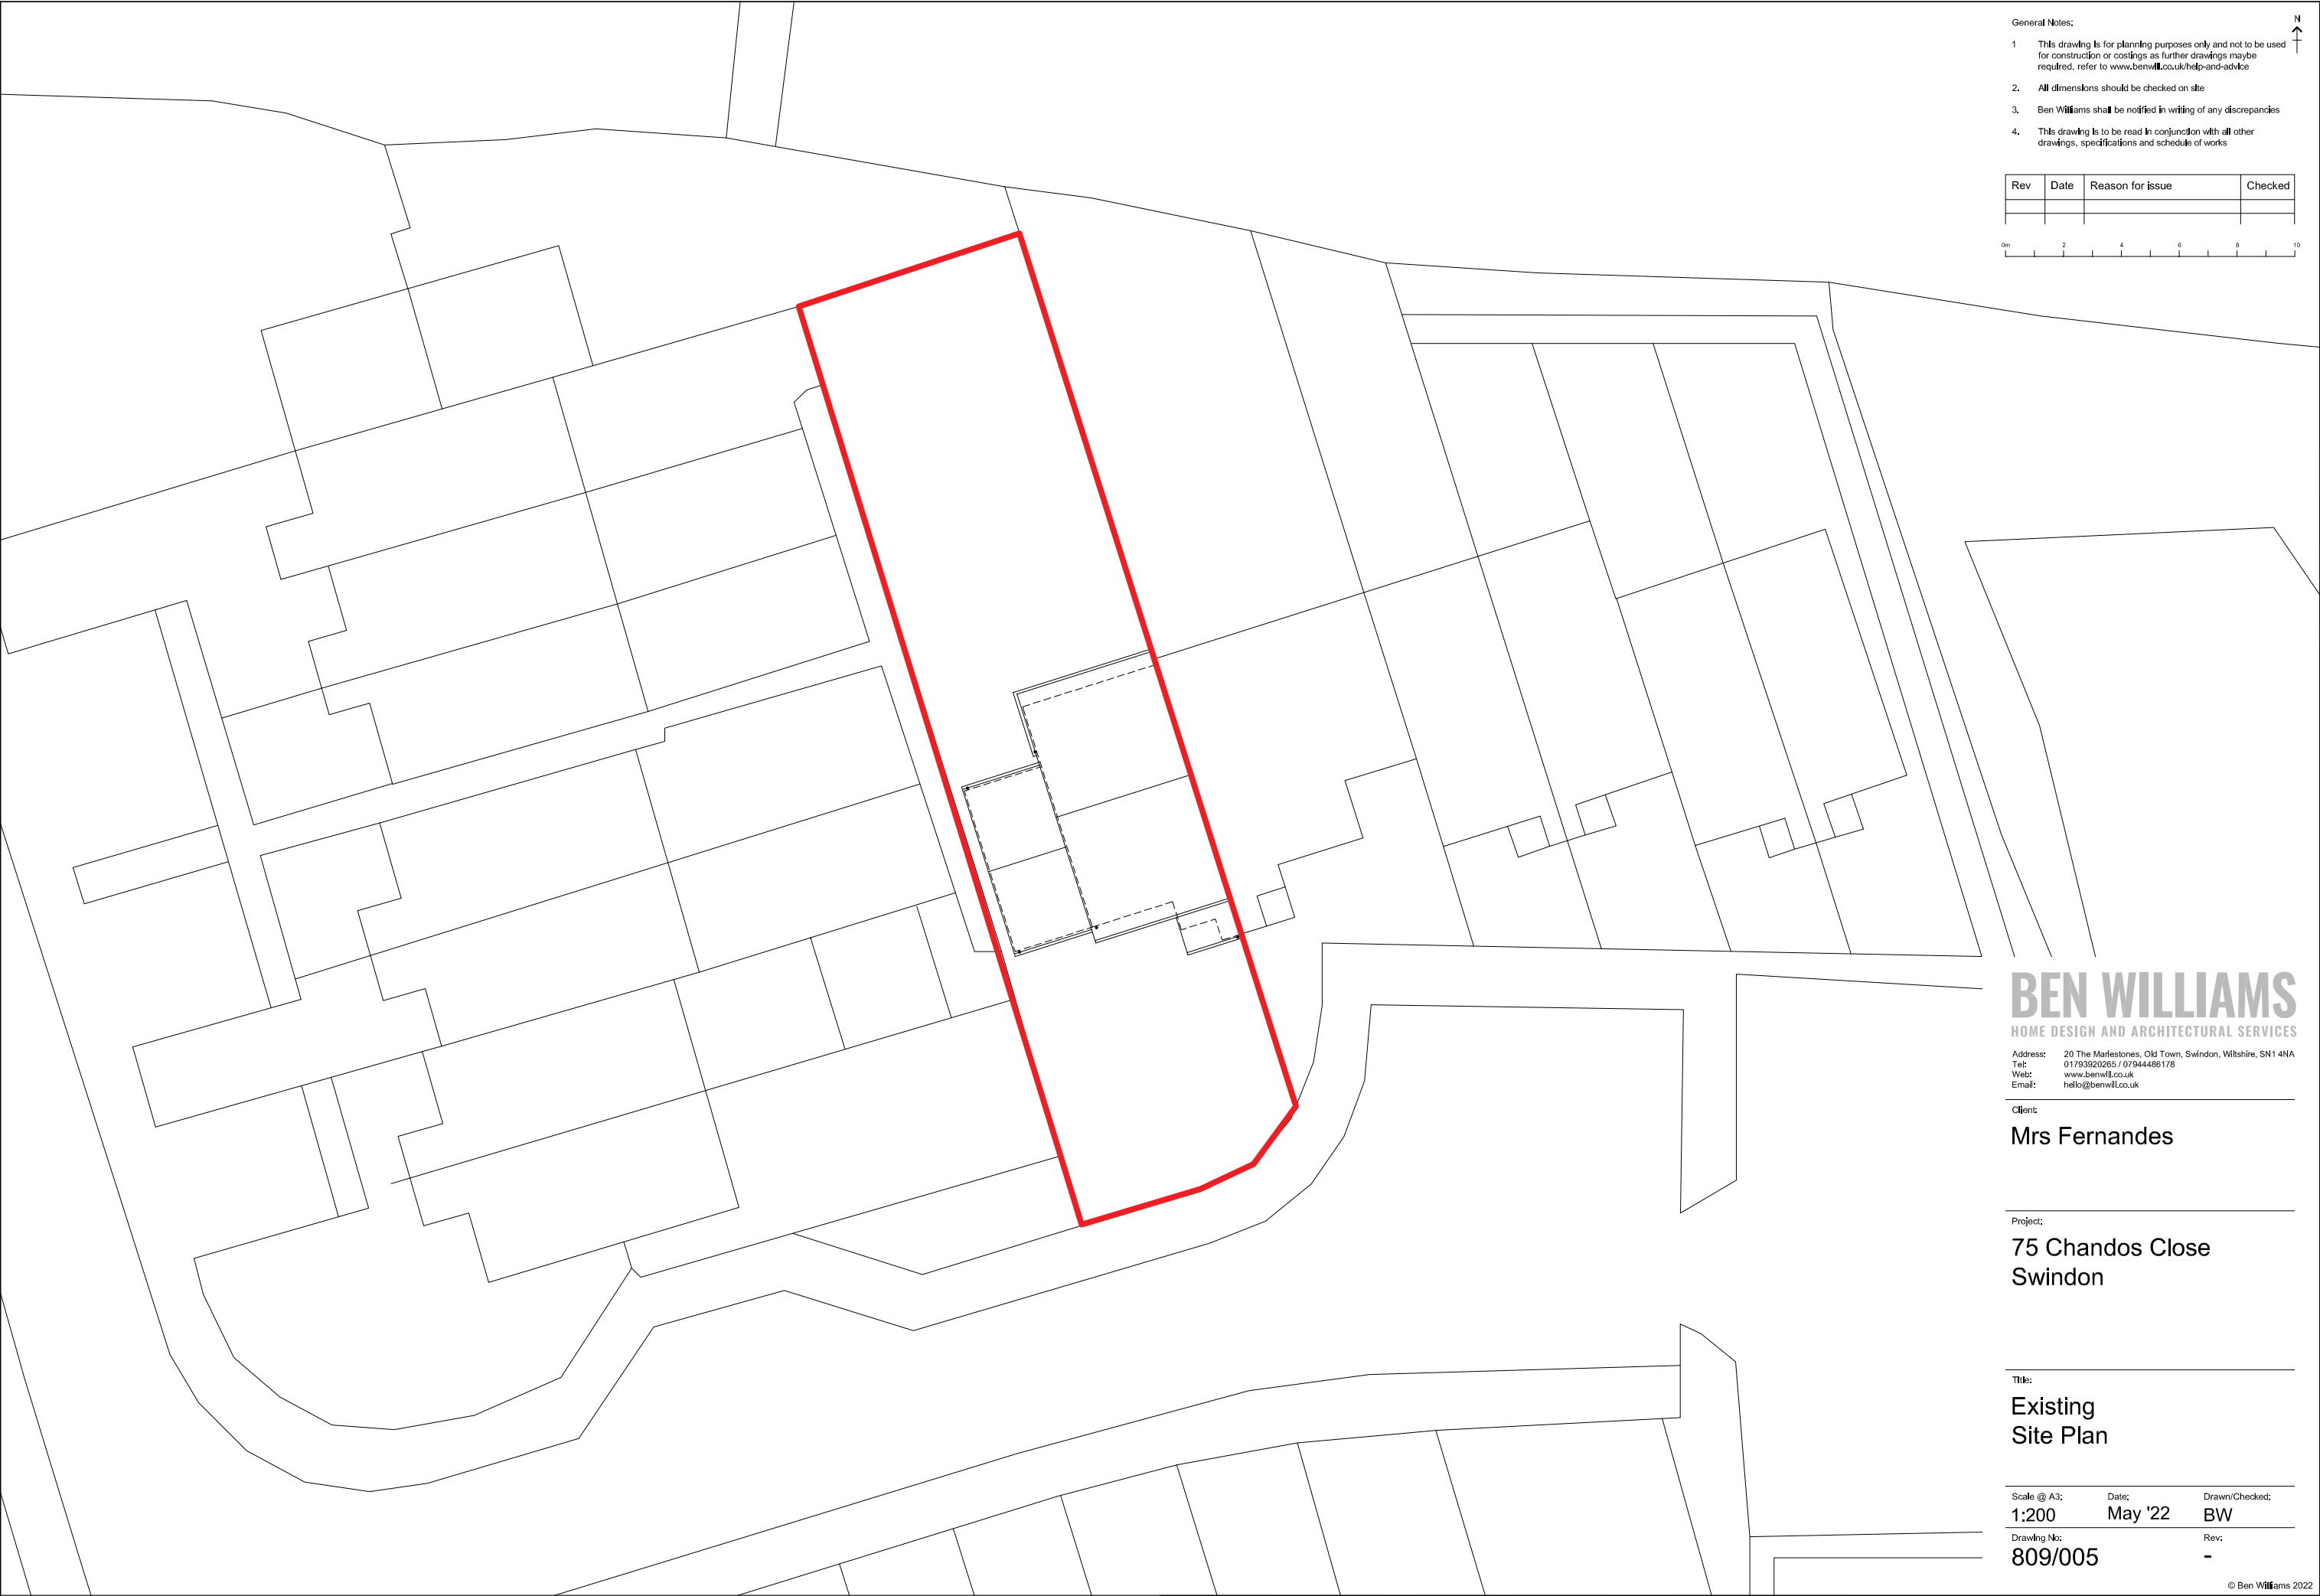 N
General Notes:
1 This drawing is for planning purposes only and not to be used
for construction or costings as further drawings maybe
required, refer to www.benwill.co.uk/help-and-advice
2. All dimensions should be checked on site
3. Ben Williams shall be notified in writing of any discrepancies
4. This drawing is to be read in conjunction with all other
drawings, specifications and schedule of works
Rev Date Reason for issue Checked
0m 2 4 6 8 10
BEN WILLIAMS
HOME DESIGN AND ARCHITECTURAL SERVICES
Address: 20 The Marlestones, Old Town, Swindon, Wiltshire, SN1 4NA
Tel: 01793920265 / 07944486178
Web: www.benwill.co.uk
Email: hello@benwill.co.uk
Client:
Mrs Fernandes
Project:
75 Chandos Close
Swindon
Title:
Existing
Site Plan
Scale @ A3: Date: Drawn/Checked:
1:200 May '22 BW
Drawing No: Rev:
809/005 -
© Ben Williams 2022